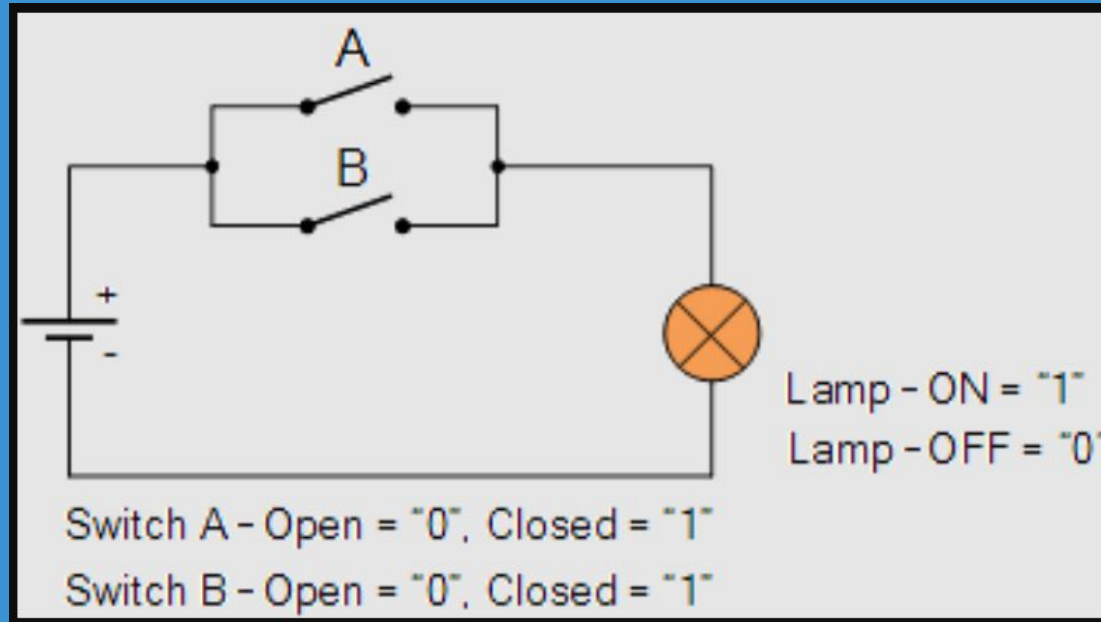 A
B
+
-
Lamp - ON = "1"
Lamp - OFF = "0"
Switch A - Open = "0", Closed = "1"
Switch B - Open = "0", Closed = "1"